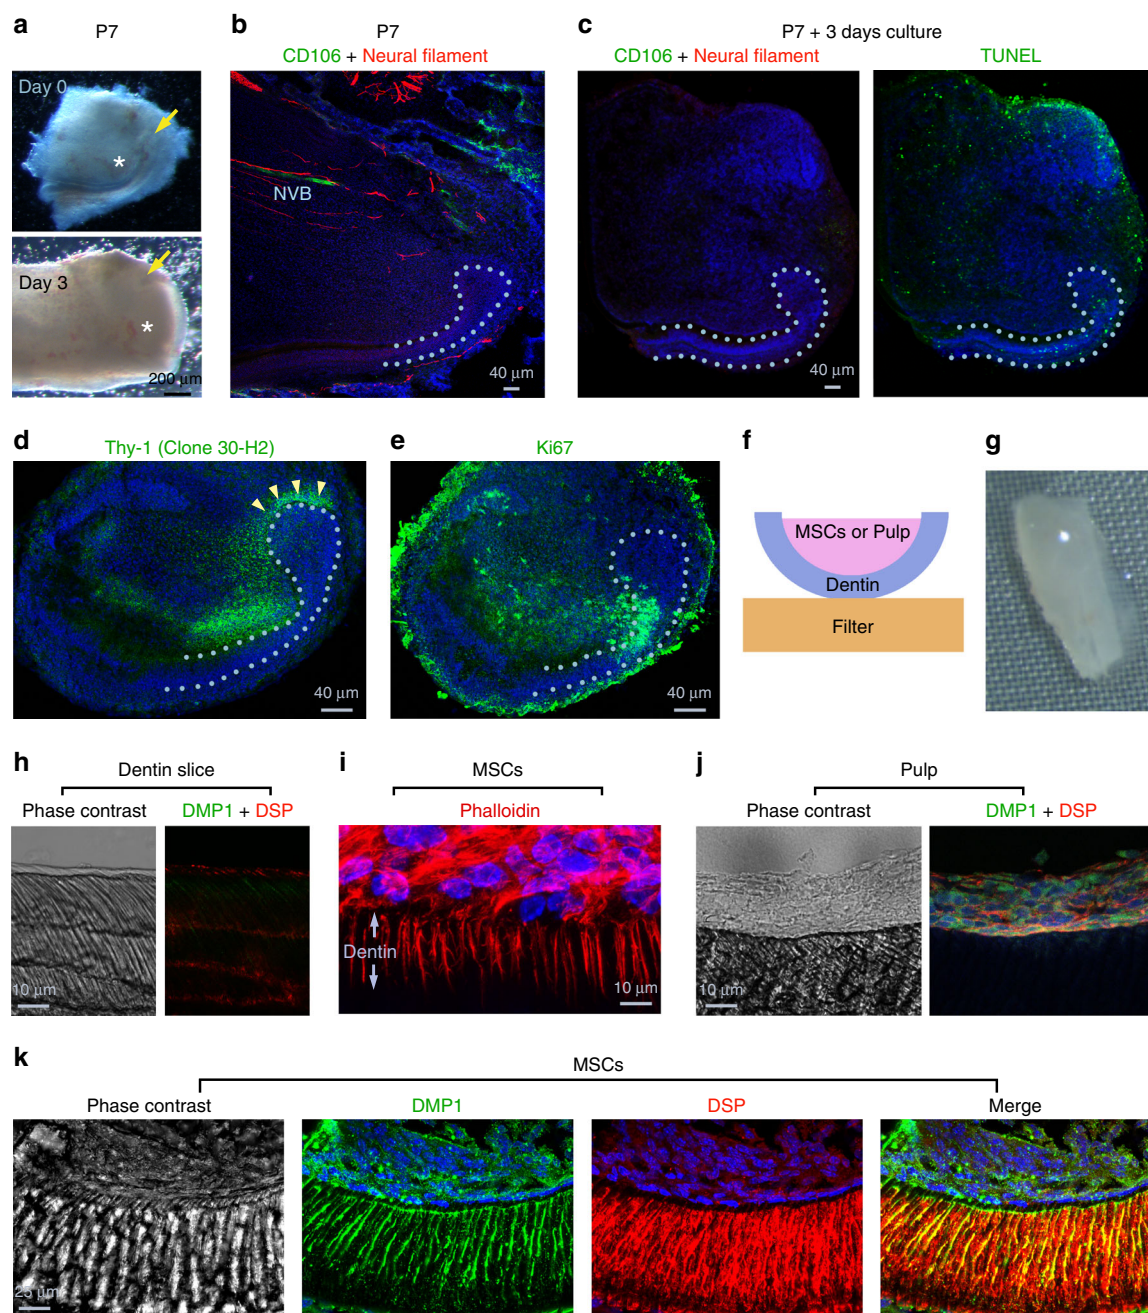 a
P7
Day 0
*
Day 3
*
200 µm
b
P7
CD106 + Neural filament
NVB
40 µm
c
P7 + 3 days culture
CD106 + Neural filament
TUNEL
40 µm
d
Thy-1 (Clone 30-H2)
40 µm
e
Ki67
40 µm
f
MSCs or Pulp
Dentin
Filter
g
h
Dentin slice
Phase contrast
DMP1 + DSP
10 µm
i
MSCs
Phalloidin
Dentin
10 µm
j
Pulp
Phase contrast
DMP1 + DSP
10 µm
k
MSCs
Phase contrast
DMP1
DSP
Merge
25 µm